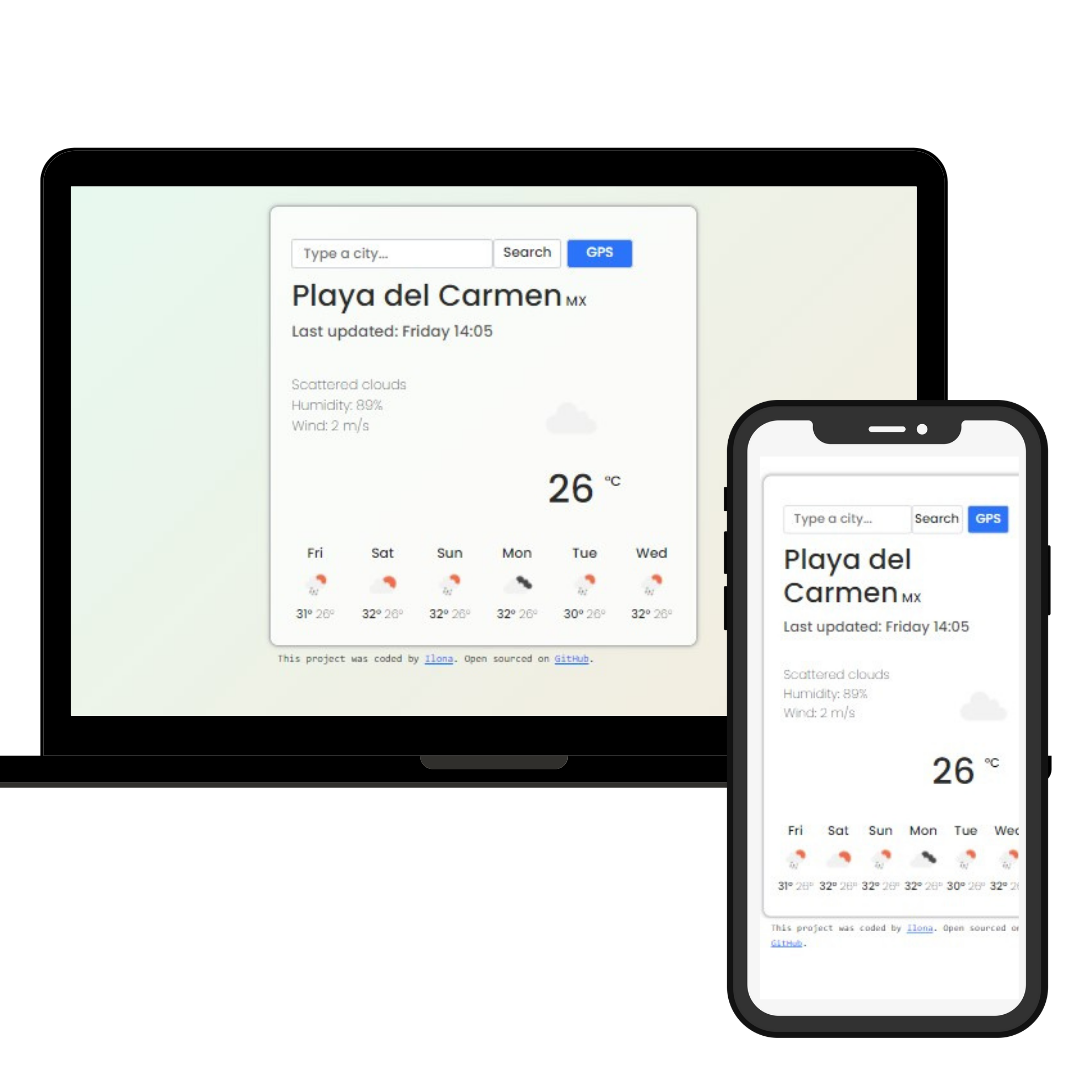 Type a city... Search GPS
Playa del Carmen MX
Last updated: Friday 14:05
Scattered clouds
Humidity: 89%
Wind: 2 m/s
26 °C
Fri Sat Sun Mon Tue Wed
31° 26° 32° 26° 32° 26° 32° 26° 30° 26° 32° 26°
This project was coded by Ilona. Open sourced on GitHub.
Type a city... Search GPS
Playa del
Carmen MX
Last updated: Friday 14:05
Scattered clouds
Humidity: 89%
Wind: 2 m/s
26 °C
Fri Sat Sun Mon Tue Wed
31° 26° 32° 26° 32° 26° 32° 26° 30° 26° 32°
This project was coded by Ilona. Open sourced on
GitHub.